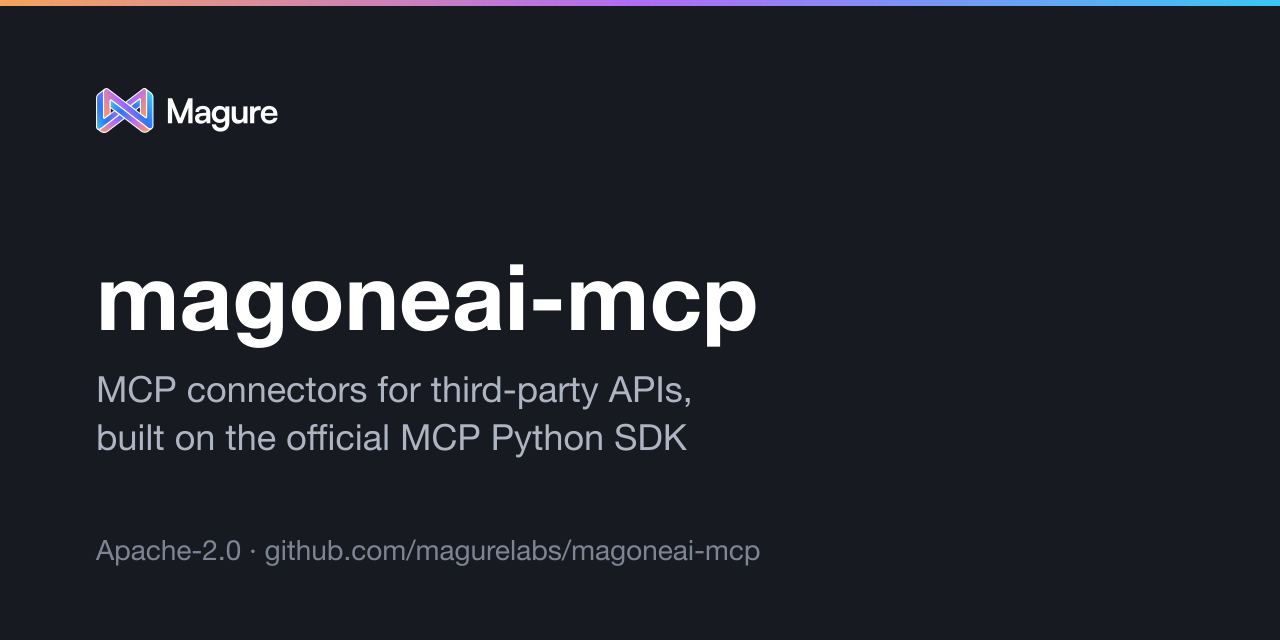 Magure
magoneai-mcp
MCP connectors for third-party APIs,
built on the official MCP Python SDK
Apache-2.0 · github.com/magurelabs/magoneai-mcp